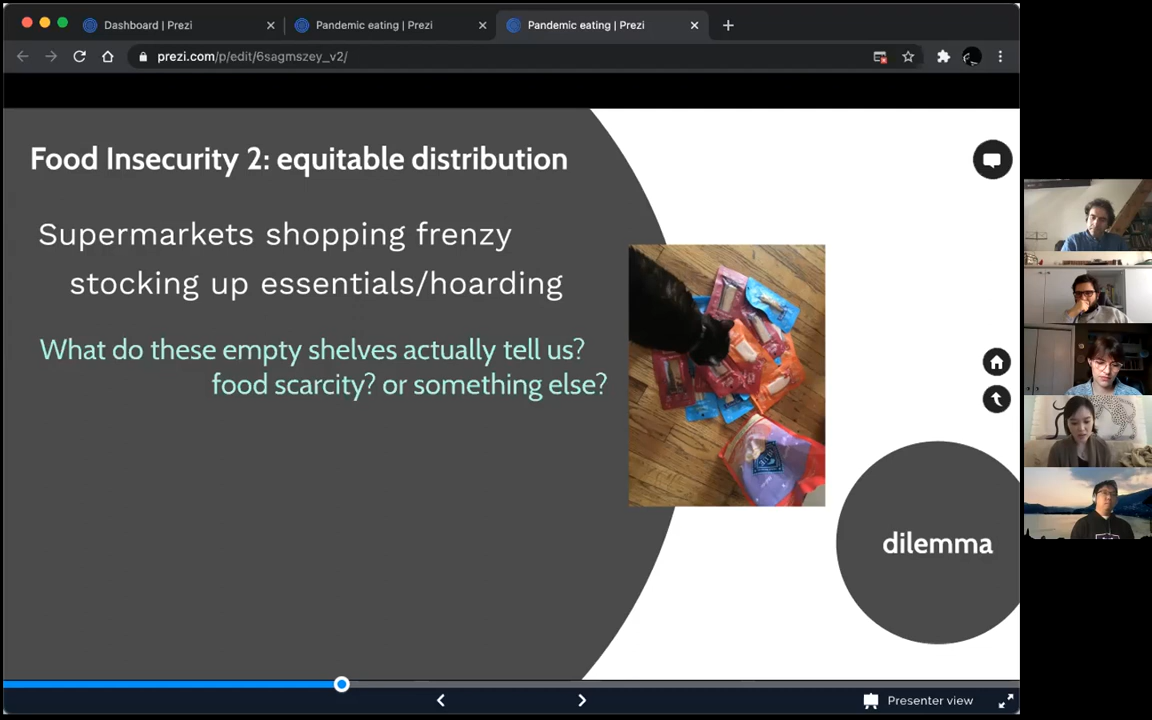 Dashboard | Prezi
Pandemic eating | Prezi
Pandemic eating | Prezi
prezi.com/p/edit/6sagmszey_v2/
Food Insecurity 2: equitable distribution
Supermarkets shopping frenzy
stocking up essentials/hoarding
What do these empty shelves actually tell us?
food scarcity? or something else?
dilemma
Presenter view